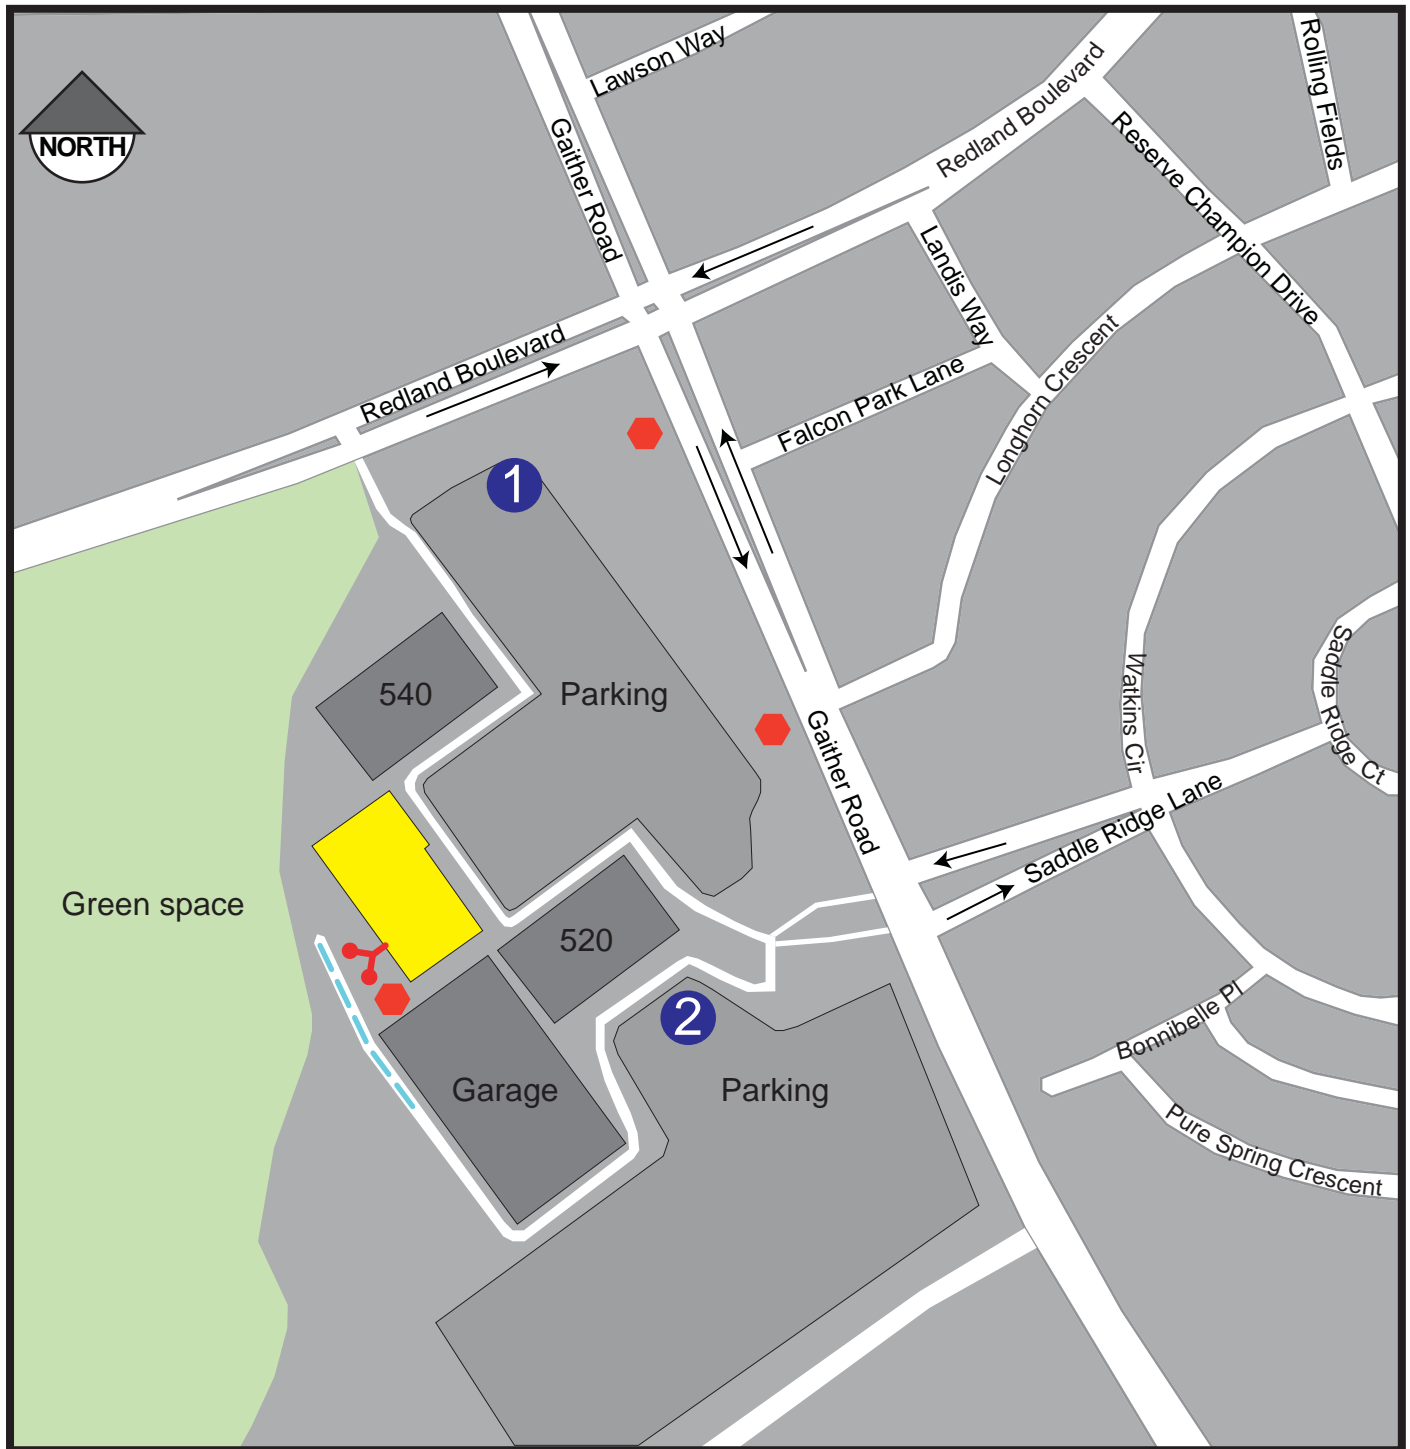 Lawson Way
Rolling Fields
Redland Boulevard
NORTH
Gaither Road
Reserve Champion Drive
Landis Way
Redland Boulevard
Longhorn Crescent
Falcon Park Lane
1
540
Parking
Watkins Cir
Saddle Ridge Ct
Gaither Road
Saddle Ridge Lane
Green space
520
2
Bonnibelle Pl
Garage
Parking
Pure Spring Crescent